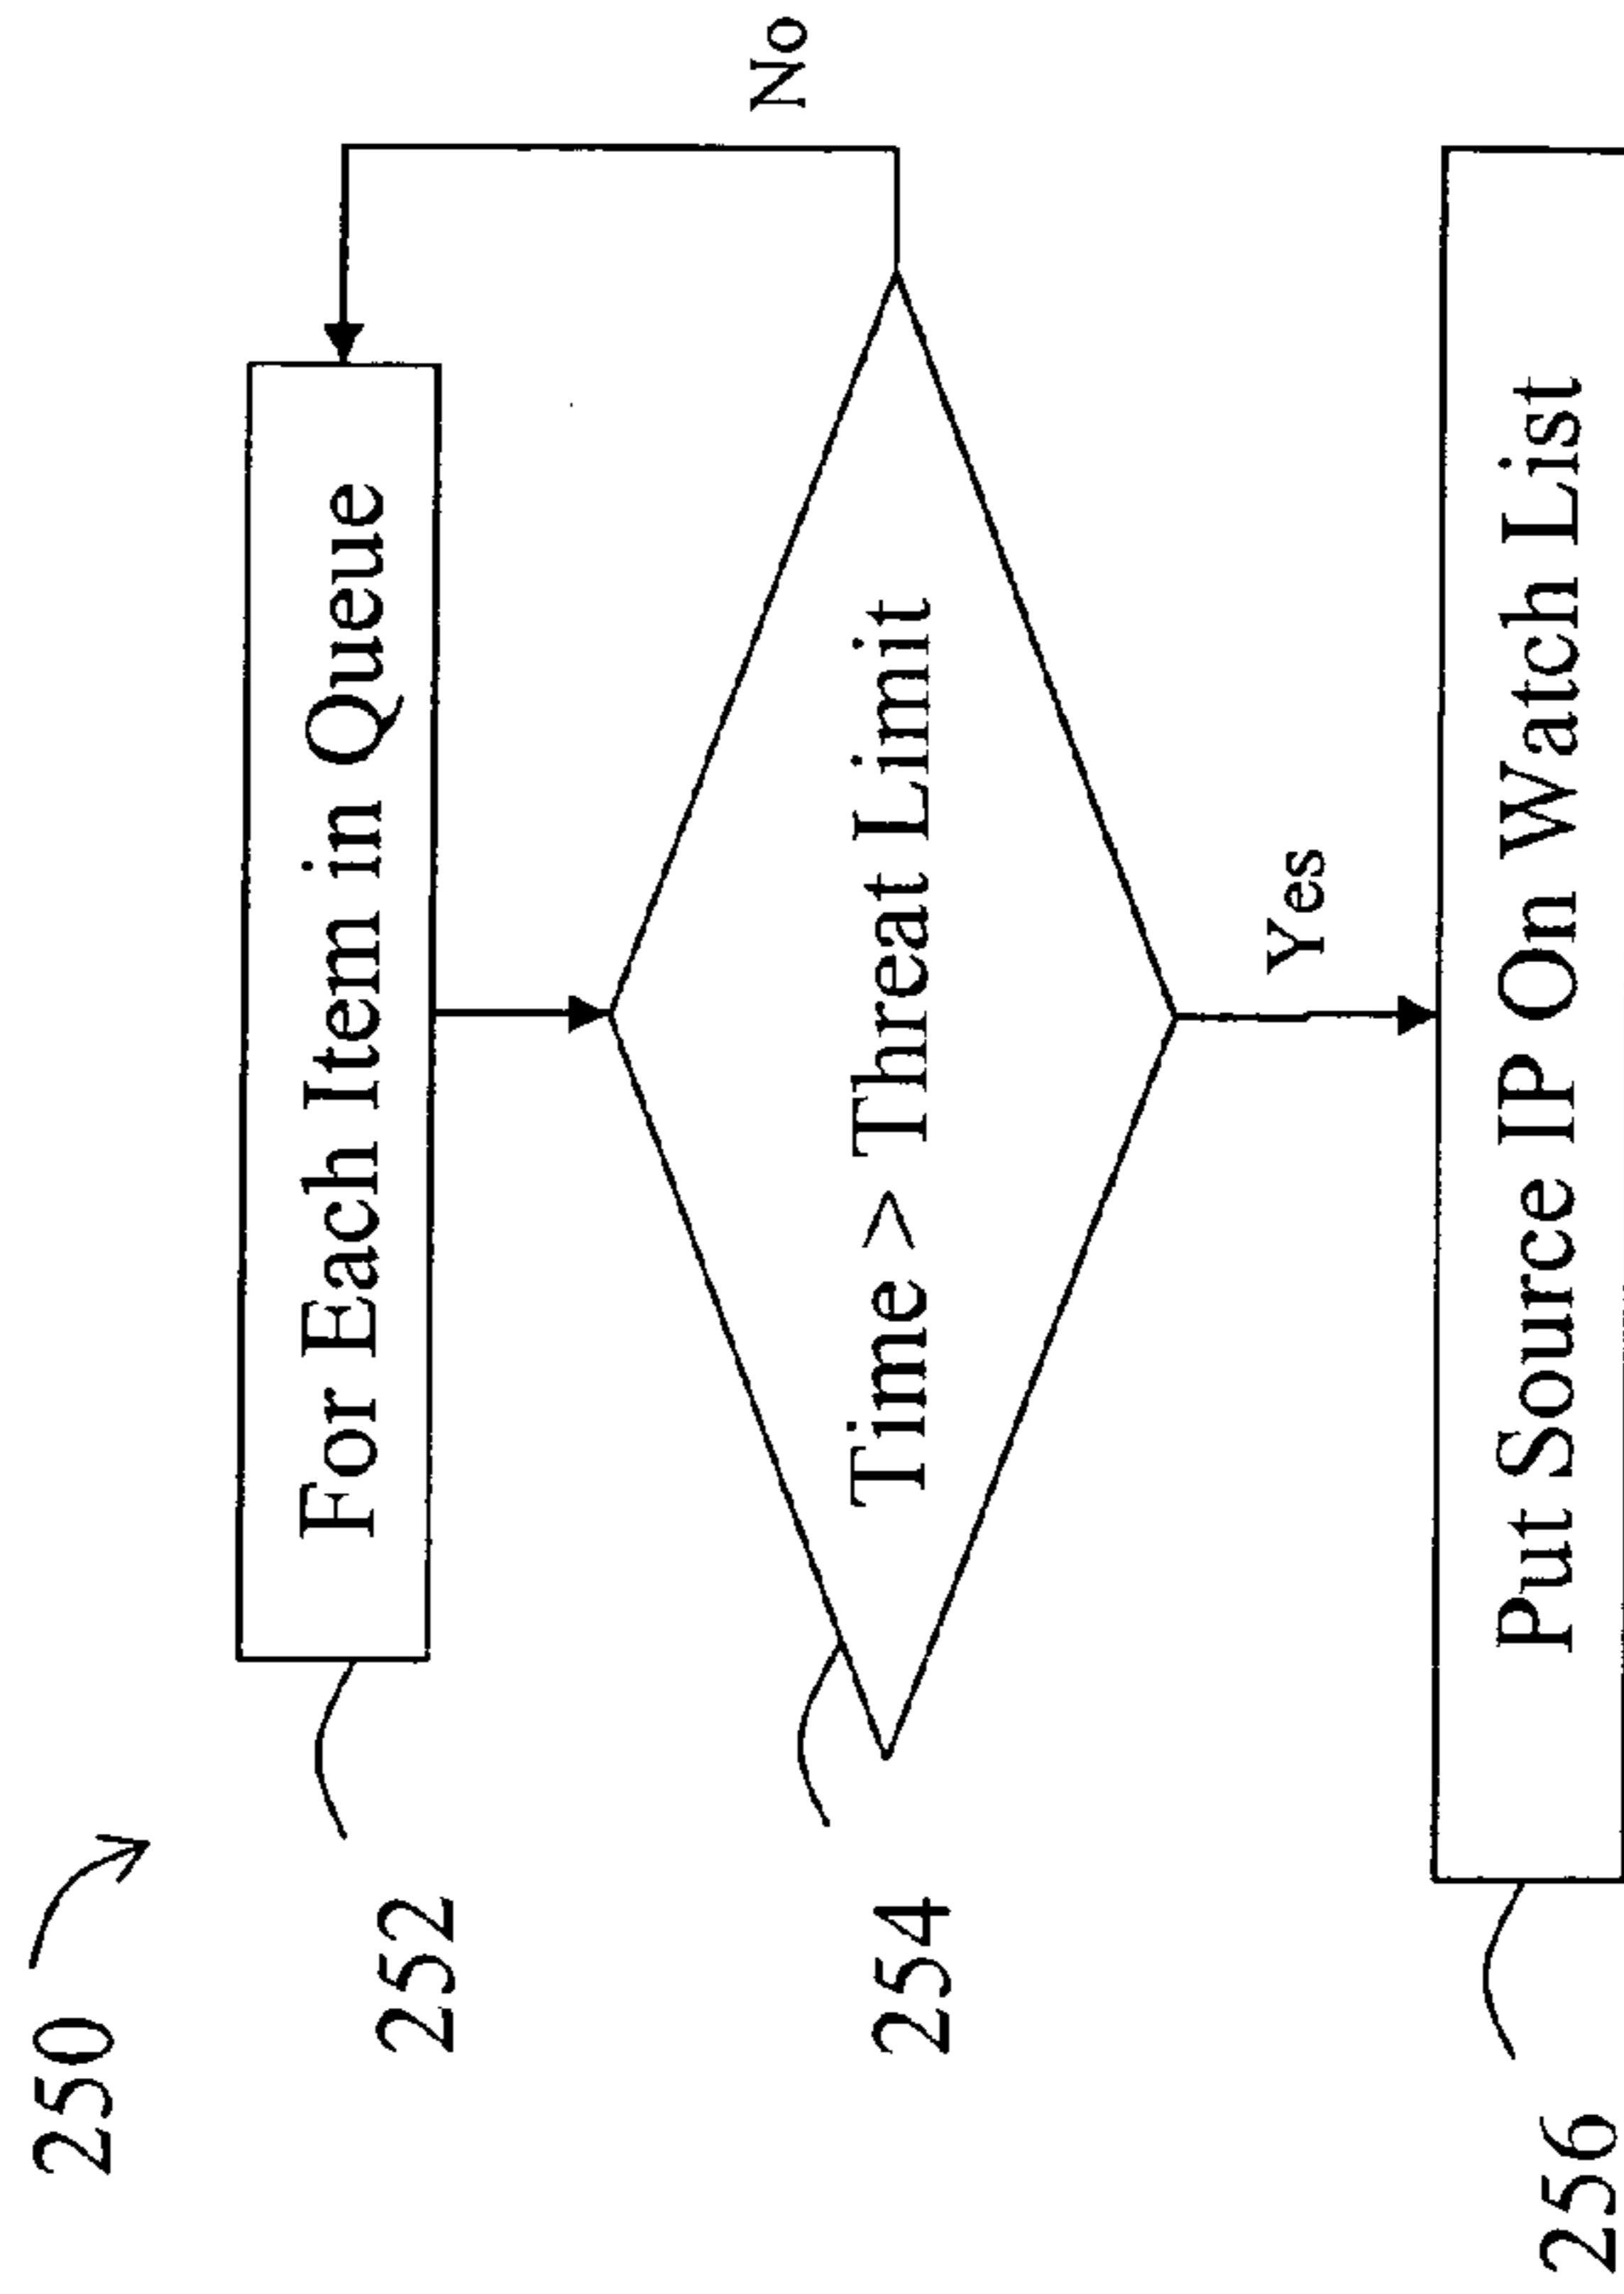 250
252
For Each Item in Queue
No
254
Time > Threat Limit
Yes
256
Put Source IP On Watch List